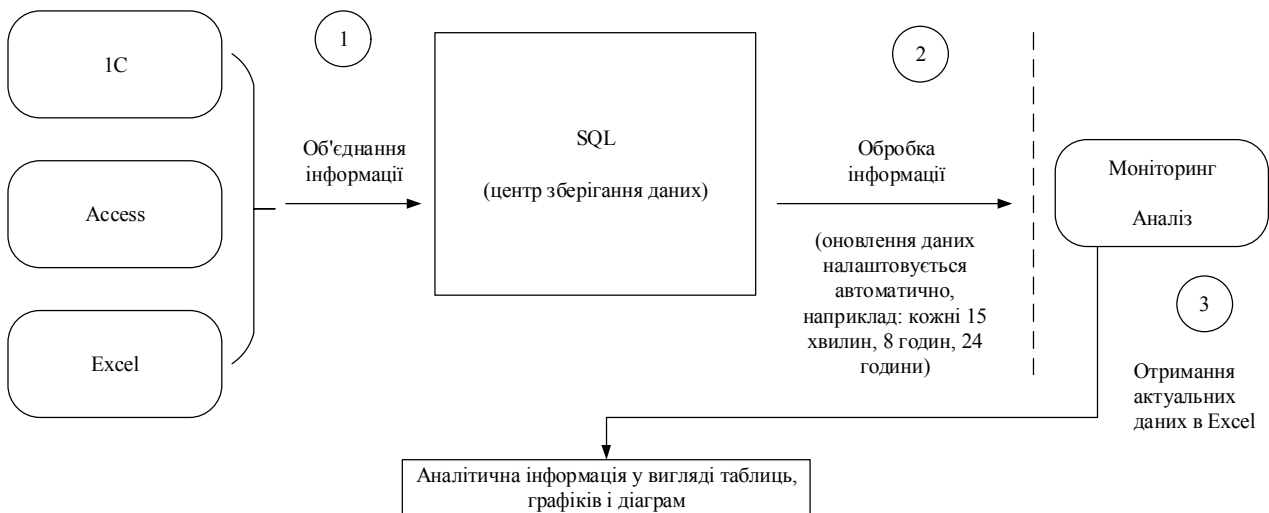 1С
Access
Excel
1
Об'єднання
інформації
SQL
(центр зберігання даних)
2
Обробка
інформації
(оновлення даних
налаштовується
автоматично,
наприклад: кожні 15
хвилин, 8 годин, 24
години)
Моніторинг
Аналіз
3
Отримання
актуальних
даних в Excel
Аналітична інформація у вигляді таблиць,
графіків і діаграм